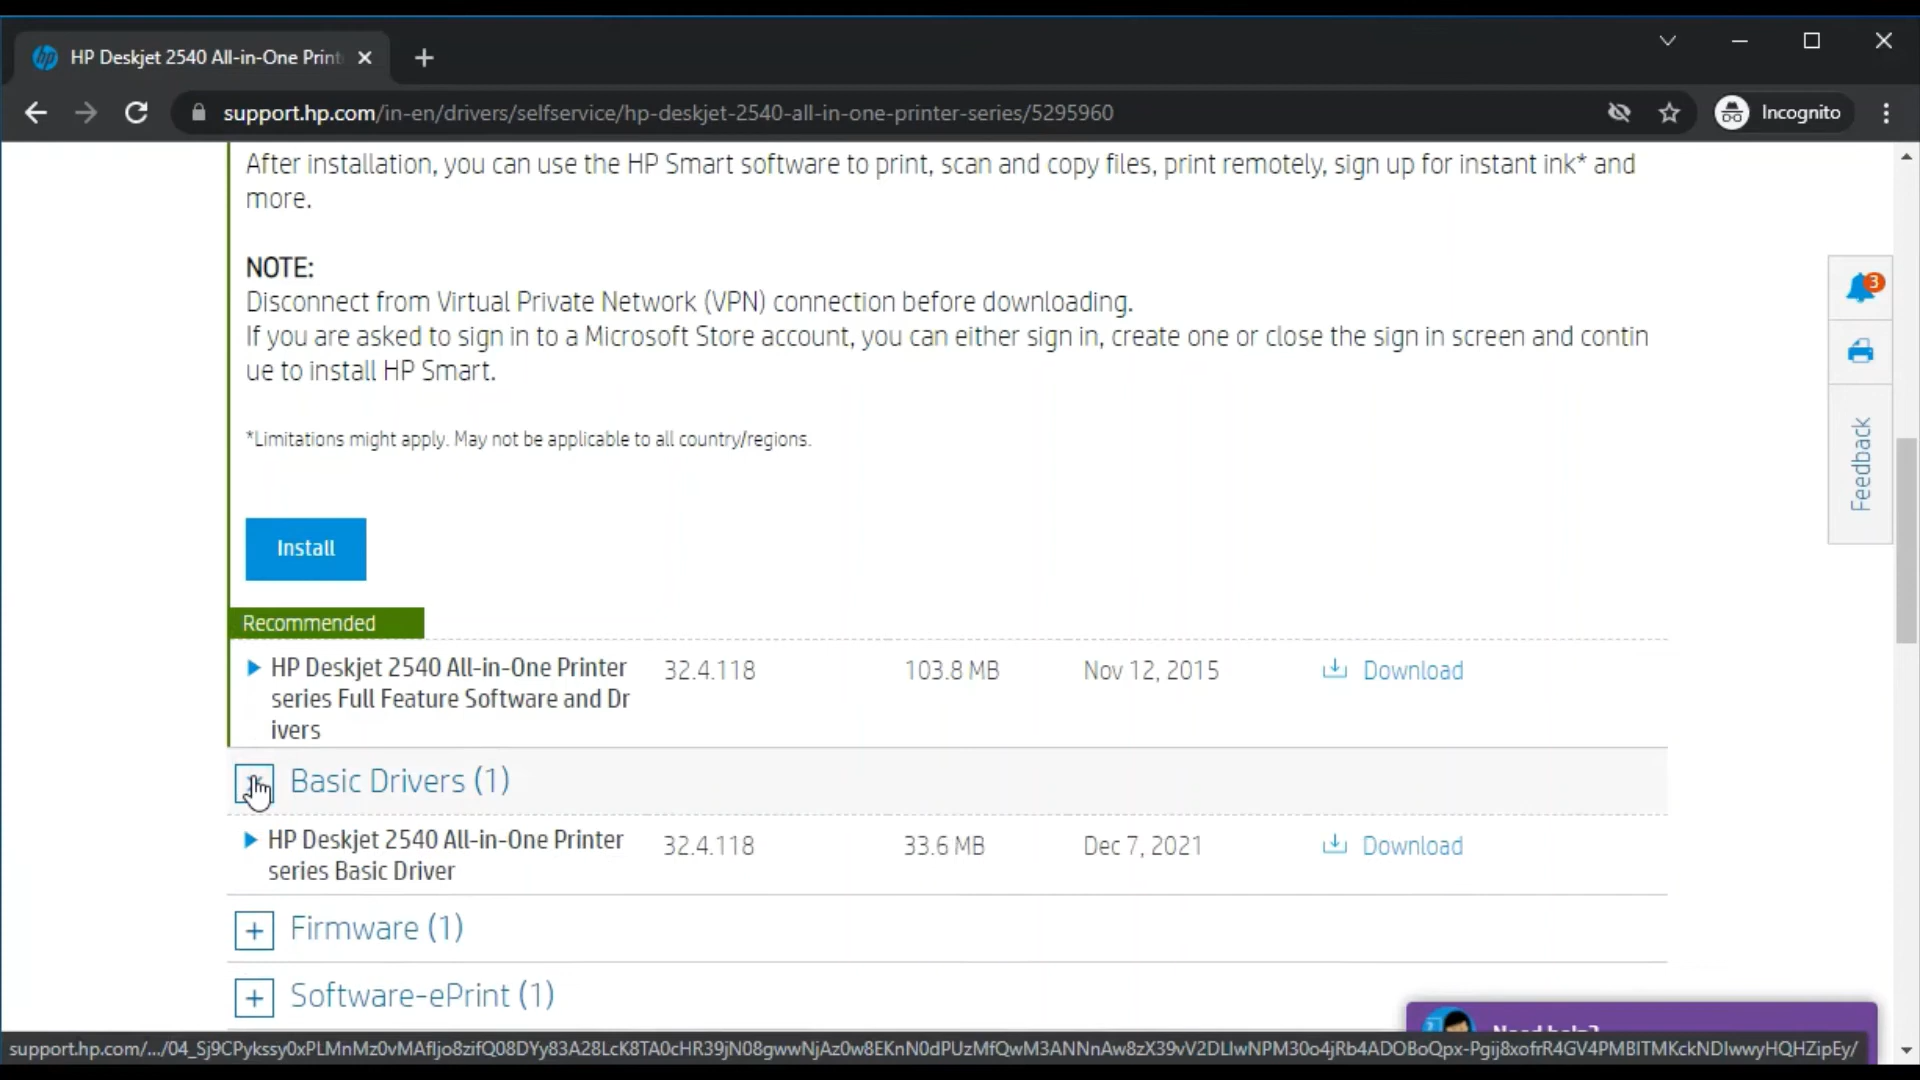 HP Deskjet 2540 All-in-One Print
Incognito
support.hp.com/in-en/drivers/selfservice/hp-deskjet-2540-all-in-one-printer-series/5295960
After installation, you can use the HP Smart software to print, scan and copy files, print remotely, sign up for instant ink* and
more.
NOTE:
Disconnect from Virtual Private Network (VPN) connection before downloading.
If you are asked to sign in to a Microsoft Store account, you can either sign in, create one or close the sign in screen and contin
ue to install HP Smart.
*Limitations might apply. May not be applicable to all country/regions.
3
Feedback
Install
Recommended
HP Deskjet 2540 All-in-One Printer
series Full Feature Software and Dr
ivers
32.4.118
103.8 MB
Nov 12, 2015
Download
Basic Drivers (1)
HP Deskjet 2540 All-in-One Printer
series Basic Driver
32.4.118
33.6 MB
Dec 7, 2021
Download
Firmware (1)
Software-ePrint (1)
Need help?